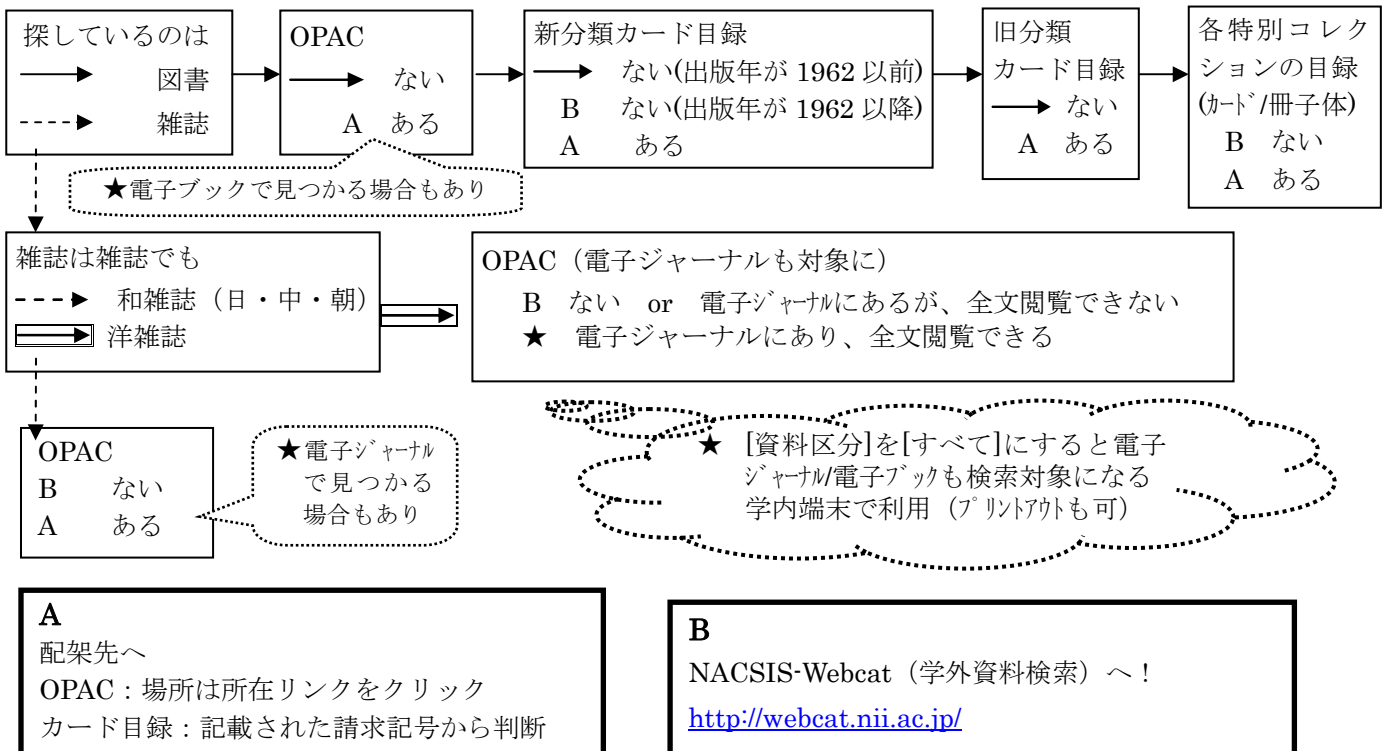 探しているのは
図書
雑誌
OPAC
ない
A ある
新分類カード目録
ない(出版年が 1962 以前)
B ない(出版年が 1962 以降)
A ある
旧分類
カード目録
ない
A ある
各特別コレク
ションの目録
(ｶｰﾄﾞ/冊子体)
B ない
A ある
★電子ブックで見つかる場合もあり
雑誌は雑誌でも
和雑誌（日・中・朝）
洋雑誌
OPAC（電子ジャーナルも対象に）
B ない or 電子ｼﾞｬｰﾅﾙにあるが、全文閲覧できない
★ 電子ジャーナルにあり、全文閲覧できる
OPAC
B ない
A ある
★電子ｼﾞｬｰﾅﾙ
で見つかる
場合もあり
★ [資料区分]を[すべて]にすると電子
ｼﾞｬｰﾅﾙ/電子ﾌﾞｯｸも検索対象になる
学内端末で利用（ﾌﾟﾘﾝﾄｱｳﾄも可）
A
配架先へ
OPAC：場所は所在リンクをクリック
カード目録：記載された請求記号から判断
B
NACSIS-Webcat（学外資料検索）へ！
http://webcat.nii.ac.jp/